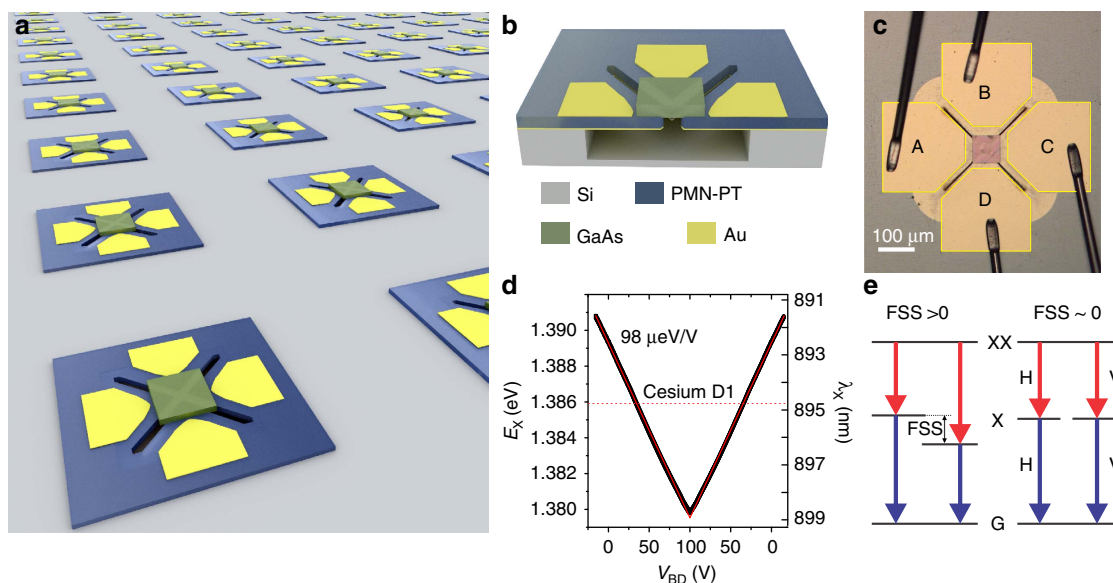 a
b
Si
PMN-PT
GaAs
Au
c
A
B
C
D
100 μm
d
98 μeV/V
Cesium D1
1.390
1.388
1.386
1.384
1.382
1.380
E_X (eV)
891
893
895
897
899
λ_X (nm)
0
50
100
50
0
V_BD (V)
e
FSS >0
FSS ~ 0
XX
H
V
X
FSS
H
V
G